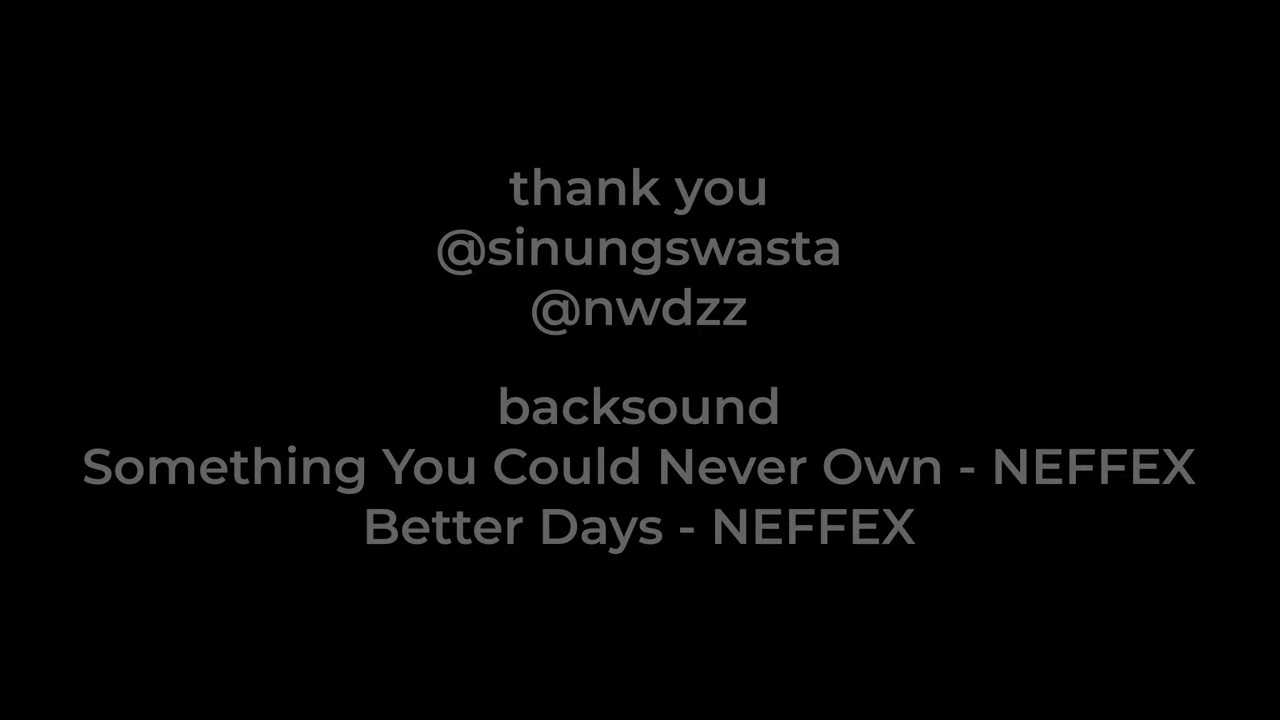 thank you
@sinungswasta
@nwdzz
backsound
Something You Could Never Own - NEFFEX
Better Days - NEFFEX